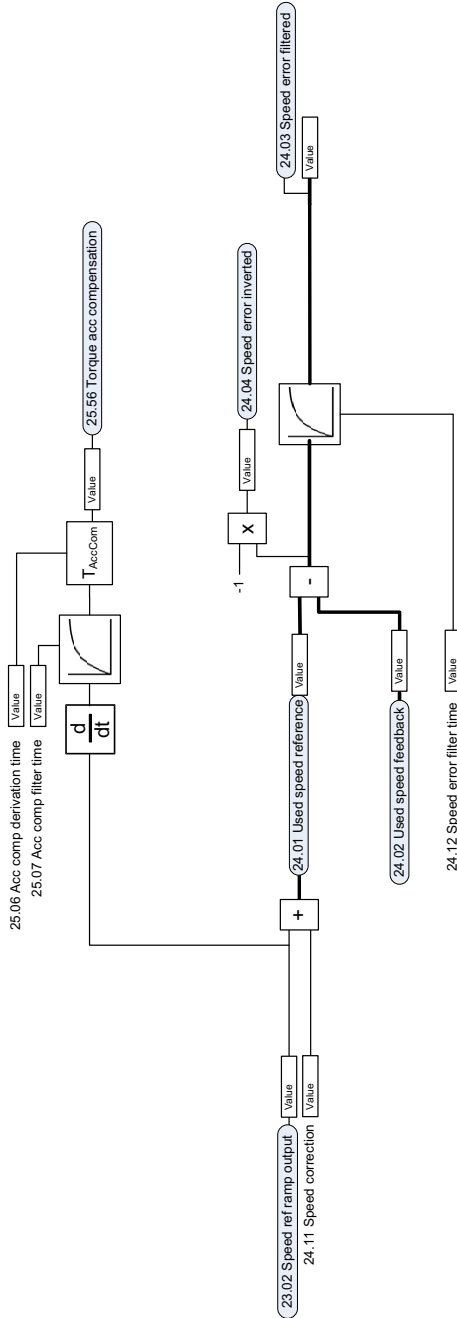 25.06 Acc comp derivation time
Value
25.07 Acc comp filter time
Value
d
dt
TAccCom
Value
25.56 Torque acc compensation
-1
X
Value
24.04 Speed error inverted
23.02 Speed ref ramp output
Value
24.11 Speed correction
Value
+
24.01 Used speed reference
Value
-
24.02 Used speed feedback
Value
24.12 Speed error filter time
Value
Value
24.03 Speed error filtered